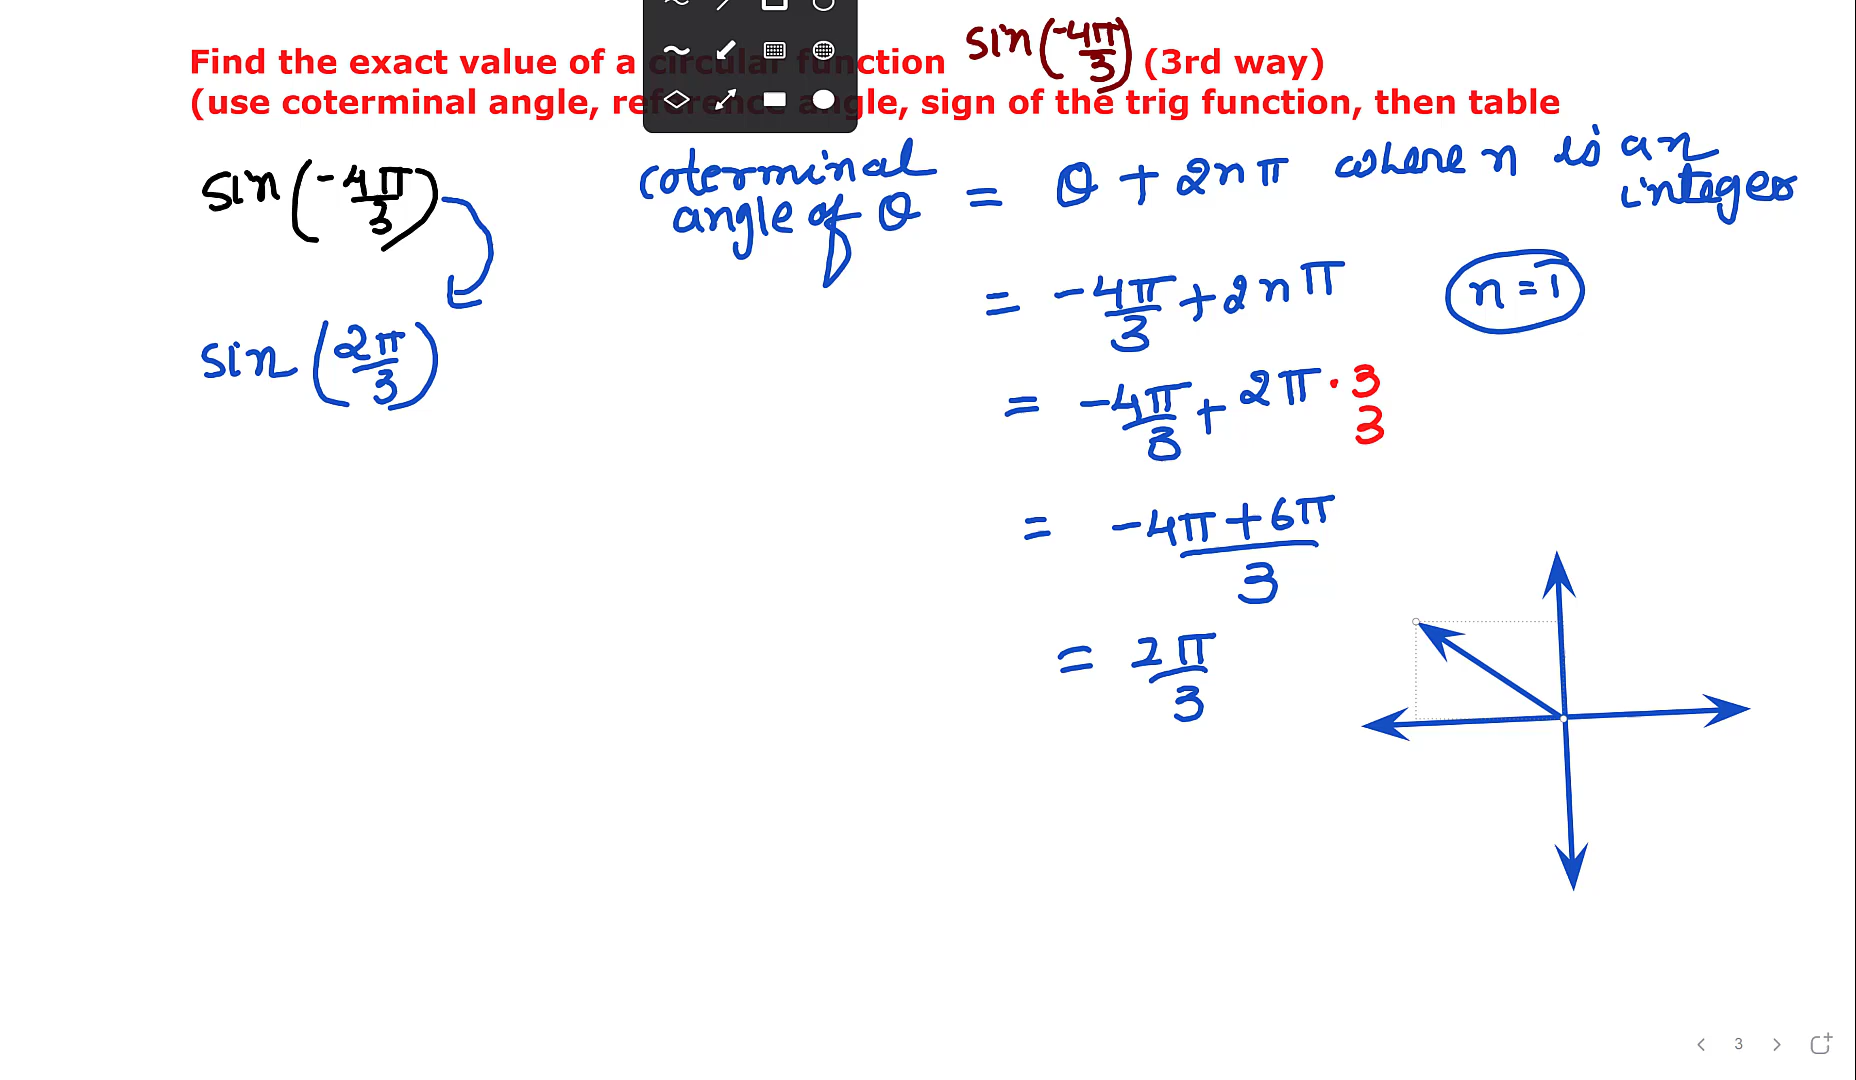 Find the exact value of a circular function sin(-4π/3) (3rd way)
(use coterminal angle, reference angle, sign of the trig function, then table
sin(-4π/3)
coterminal angle of θ = θ + 2nπ where n is an integer
= -4π/3 + 2nπ
n = 1
sin(2π/3)
= -4π/3 + 2π · 3/3
= -4π + 6π / 3
= 2π/3
3